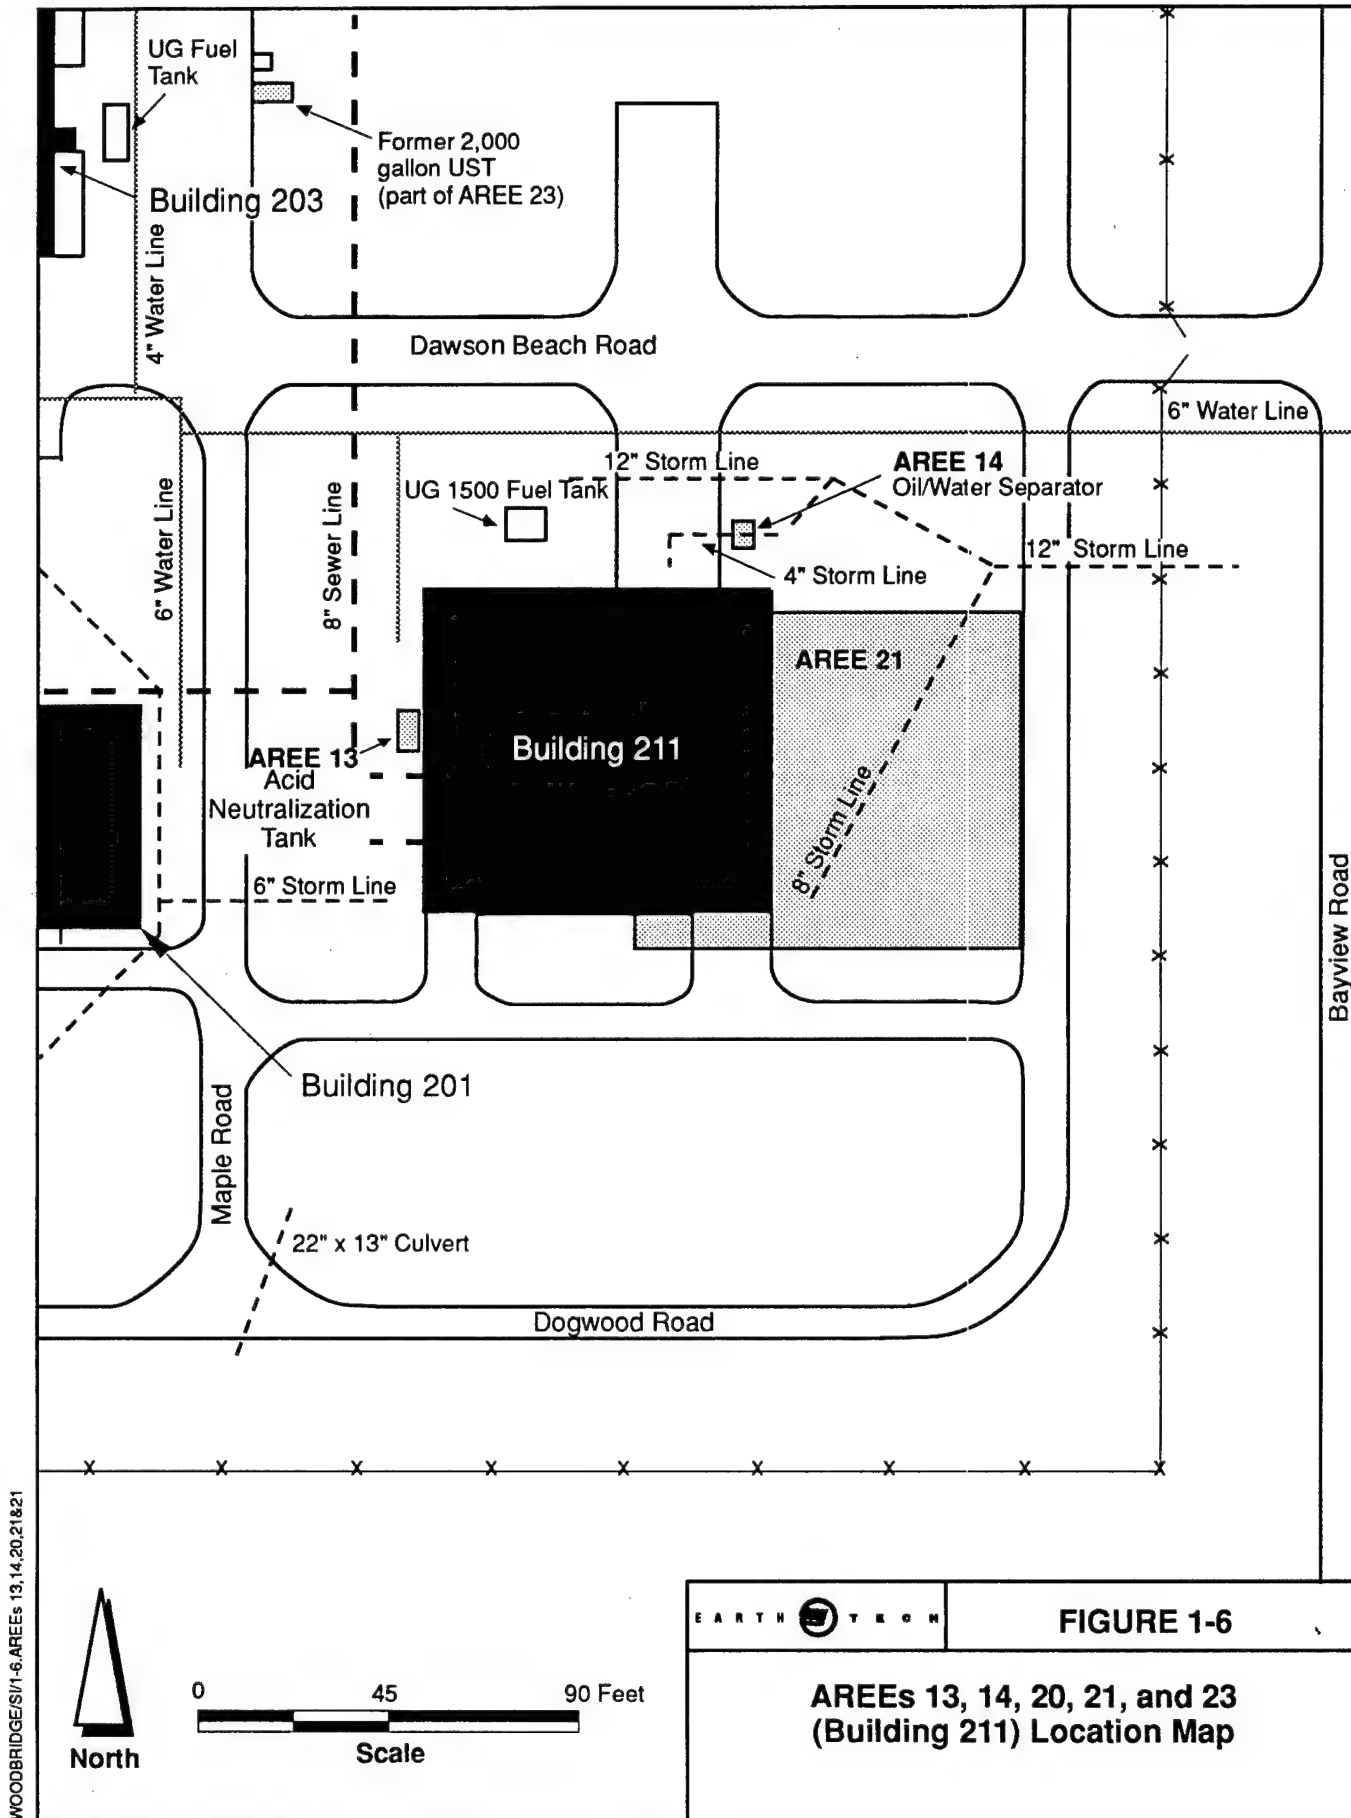 UG Fuel
Tank
Former 2,000
gallon UST
(part of AREE 23)
Building 203
4" Water Line
Dawson Beach Road
6" Water Line
12" Storm Line
AREE 14
Oil/Water Separator
UG 1500 Fuel Tank
6" Water Line
8" Sewer Line
12" Storm Line
4" Storm Line
AREE 21
Building 211
AREE 13
Acid
Neutralization
Tank
8" Storm Line
6" Storm Line
Bayview Road
Building 201
Maple Road
22" x 13" Culvert
Dogwood Road
WOODBRIDGE/SI/1-6.AREEs 13,14,20,21&21
North
0 45 90 Feet
Scale
EARTH TECH
FIGURE 1-6
AREEs 13, 14, 20, 21, and 23
(Building 211) Location Map